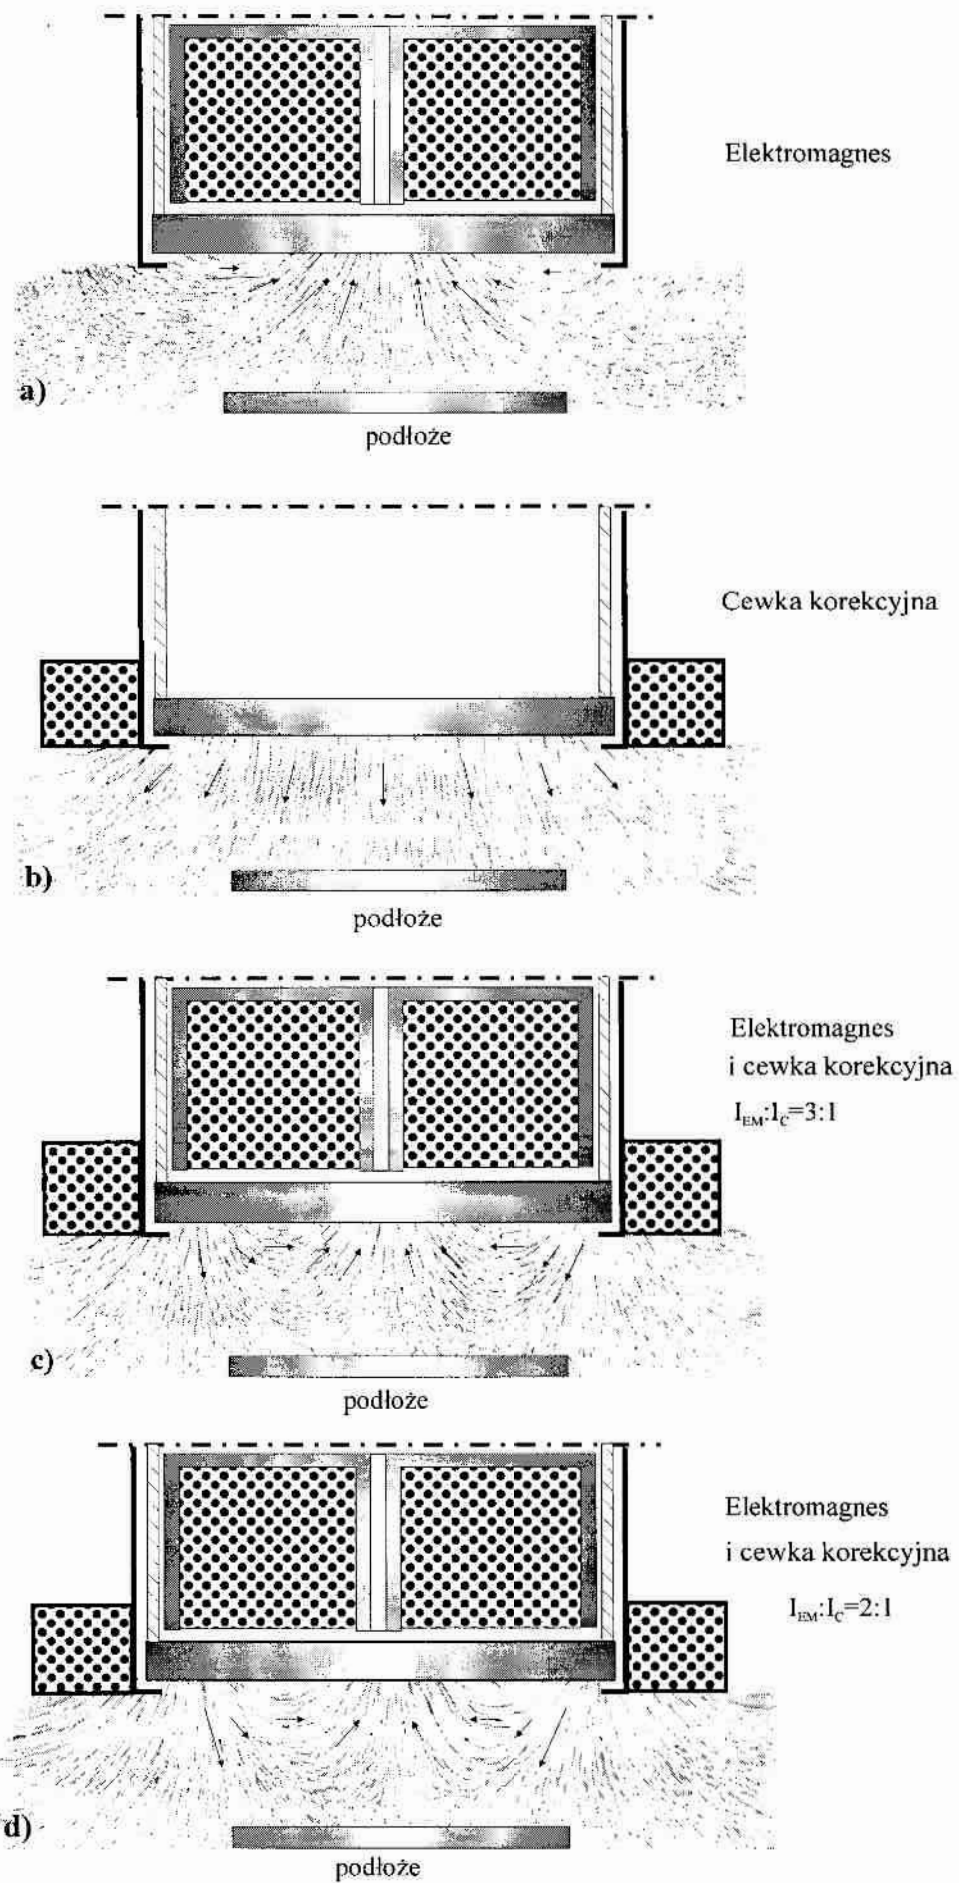 Elektromagnes
a)
podłoże
Cewka korekcyjna
b)
podłoże
Elektromagnes
i cewka korekcyjna
I_EM:I_C=3:1
c)
podłoże
Elektromagnes
i cewka korekcyjna
I_EM:I_C=2:1
d)
podłoże